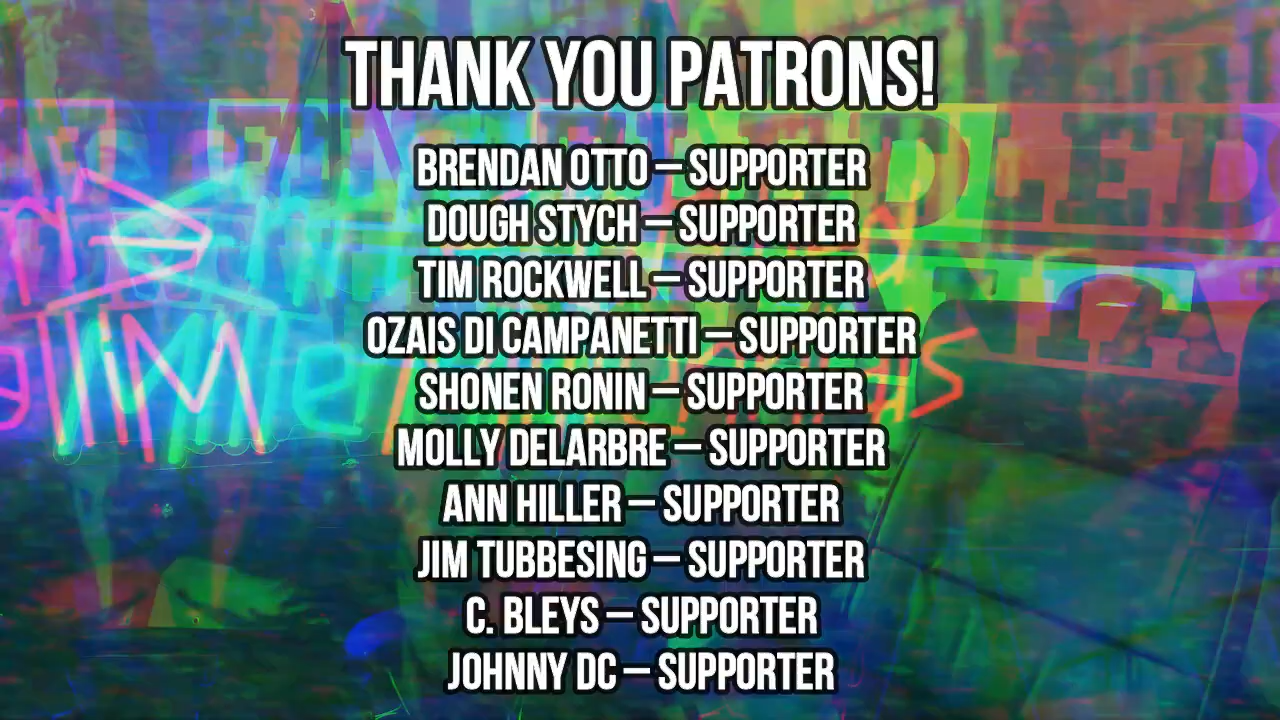 THANK YOU PATRONS!
BRENDAN OTTO – SUPPORTER
DOUGH STYCH – SUPPORTER
TIM ROCKWELL – SUPPORTER
OZAIS DI CAMPANETTI – SUPPORTER
SHONEN RONIN – SUPPORTER
MOLLY DELARBRE – SUPPORTER
ANN HILLER – SUPPORTER
JIM TUBBESING – SUPPORTER
C. BLEYS – SUPPORTER
JOHNNY DC – SUPPORTER